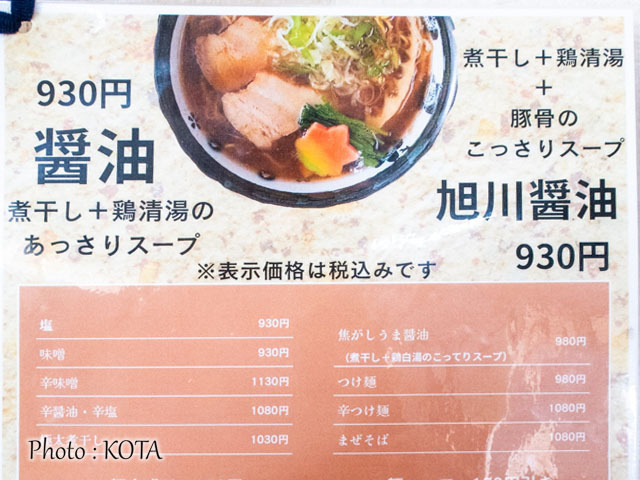 930円
醤油
煮干し＋鶏清湯の
あっさりスープ
煮干し＋鶏清湯
＋
豚骨の
こっさりスープ
旭川醤油
930円
※表示価格は税込みです
塩 930円
味噌 930円
辛味噌 1130円
辛醤油・辛塩 1080円
大煮干し 1030円
焦がしうま醤油 980円
（煮干し＋鶏白湯のこってりスープ）
つけ麺 980円
辛つけ麺 1080円
まぜそば 1080円
Photo : KOTA